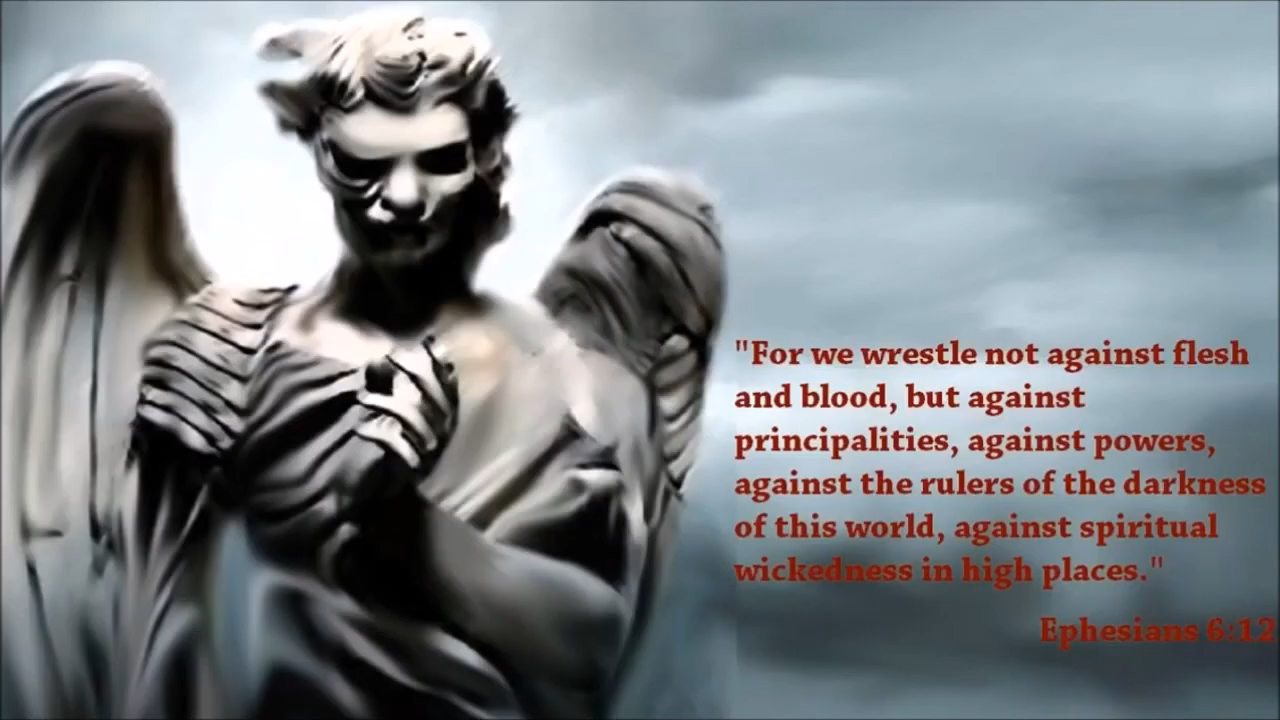 "For we wrestle not against flesh
and blood, but against
principalities, against powers,
against the rulers of the darkness
of this world, against spiritual
wickedness in high places."
Ephesians 6:12